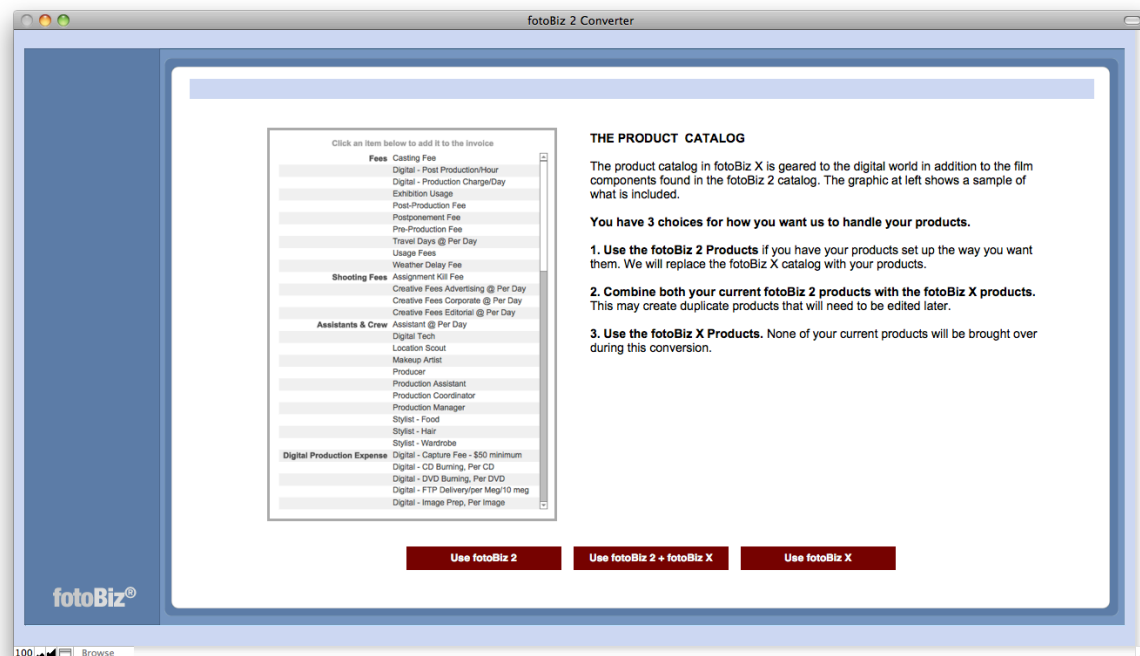 fotoBiz 2 Converter
Click an item below to add it to the invoice
Fees Casting Fee
Digital - Post Production/Hour
Digital - Production Charge/Day
Exhibition Usage
Post-Production Fee
Postponement Fee
Pre-Production Fee
Travel Days @ Per Day
Usage Fees
Weather Delay Fee
Shooting Fees Assignment Kill Fee
Creative Fees Advertising @ Per Day
Creative Fees Corporate @ Per Day
Creative Fees Editorial @ Per Day
Assistants & Crew Assistant @ Per Day
Digital Tech
Location Scout
Makeup Artist
Producer
Production Assistant
Production Coordinator
Production Manager
Stylist - Food
Stylist - Hair
Stylist - Wardrobe
Digital Production Expense Digital - Capture Fee - $50 minimum
Digital - CD Burning, Per CD
Digital - DVD Burning, Per DVD
Digital - FTP Delivery/per Meg/10 meg
Digital - Image Prep, Per Image
THE PRODUCT CATALOG
The product catalog in fotoBiz X is geared to the digital world in addition to the film
components found in the fotoBiz 2 catalog. The graphic at left shows a sample of
what is included.
You have 3 choices for how you want us to handle your products.
1. Use the fotoBiz 2 Products if you have your products set up the way you want
them. We will replace the fotoBiz X catalog with your products.
2. Combine both your current fotoBiz 2 products with the fotoBiz X products.
This may create duplicate products that will need to be edited later.
3. Use the fotoBiz X Products. None of your current products will be brought over
during this conversion.
Use fotoBiz 2
Use fotoBiz 2 + fotoBiz X
Use fotoBiz X
fotoBiz®
100
Browse